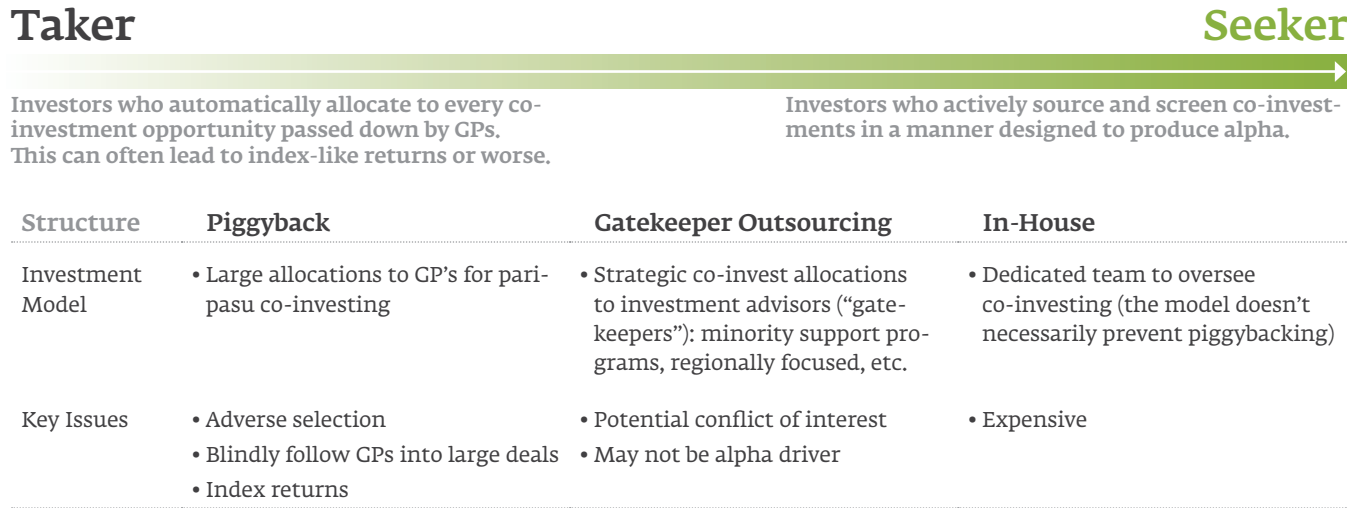 Taker
Seeker
Investors who automatically allocate to every co-
investment opportunity passed down by GPs.
This can often lead to index-like returns or worse.
Investors who actively source and screen co-invest-
ments in a manner designed to produce alpha.
Structure
Piggyback
Gatekeeper Outsourcing
In-House
Investment
Model
• Large allocations to GP's for pari-
pasu co-investing
• Strategic co-invest allocations
to investment advisors (“gate-
keepers”): minority support pro-
grams, regionally focused, etc.
• Dedicated team to oversee
co-investing (the model doesn’t
necessarily prevent piggybacking)
Key Issues
• Adverse selection
• Blindly follow GPs into large deals
• Index returns
• Potential conflict of interest
• May not be alpha driver
• Expensive